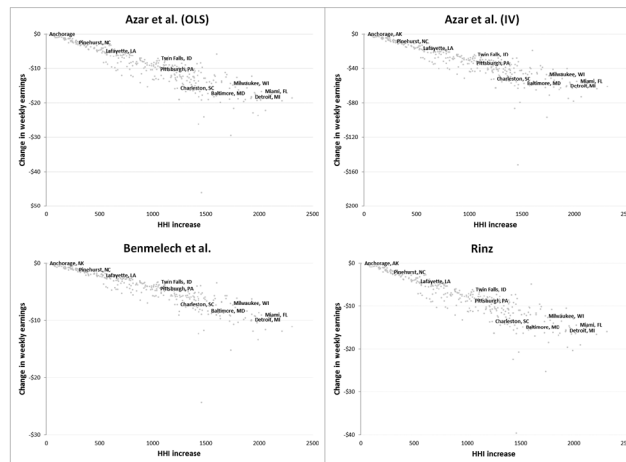 Azar et al. (OLS)
Change in weekly earnings
$0
-$10
-$20
-$30
-$40
$50
Anchorage
Pinehurst, NC
Lafayette, LA
Twin Falls, ID
Pittsburgh, PA
Milwaukee, WI
Charleston, SC
Miami, FL
Baltimore, MD
Detroit, MI
0 500 1000 1500 2000 2500
HHI increase
Azar et al. (IV)
Change in weekly earnings
$0
-$40
-$80
-$120
-$160
$200
Anchorage, AK
Pinehurst, NC
Lafayette, LA
Twin Falls, ID
Pittsburgh, PA
Milwaukee, WI
Charleston, SC
Miami, FL
Baltimore, MD
Detroit, MI
0 500 1000 1500 2000 2500
HHI increase
Benmelech et al.
Change in weekly earnings
$0
-$10
-$20
-$30
Anchorage, AK
Pinehurst, NC
Lafayette, LA
Twin Falls, ID
Pittsburgh, PA
Milwaukee, WI
Charleston, SC
Baltimore, MD
Miami, FL
Detroit, MI
0 500 1000 1500 2000 2500
HHI increase
Rinz
Change in weekly earnings
$0
-$10
-$20
-$30
-$40
Anchorage, AK
Pinehurst, NC
Lafayette, LA
Twin Falls, ID
Pittsburgh, PA
Milwaukee, WI
Charleston, SC
Miami, FL
Baltimore, MD
Detroit, MI
0 500 1000 1500 2000 2500
HHI increase